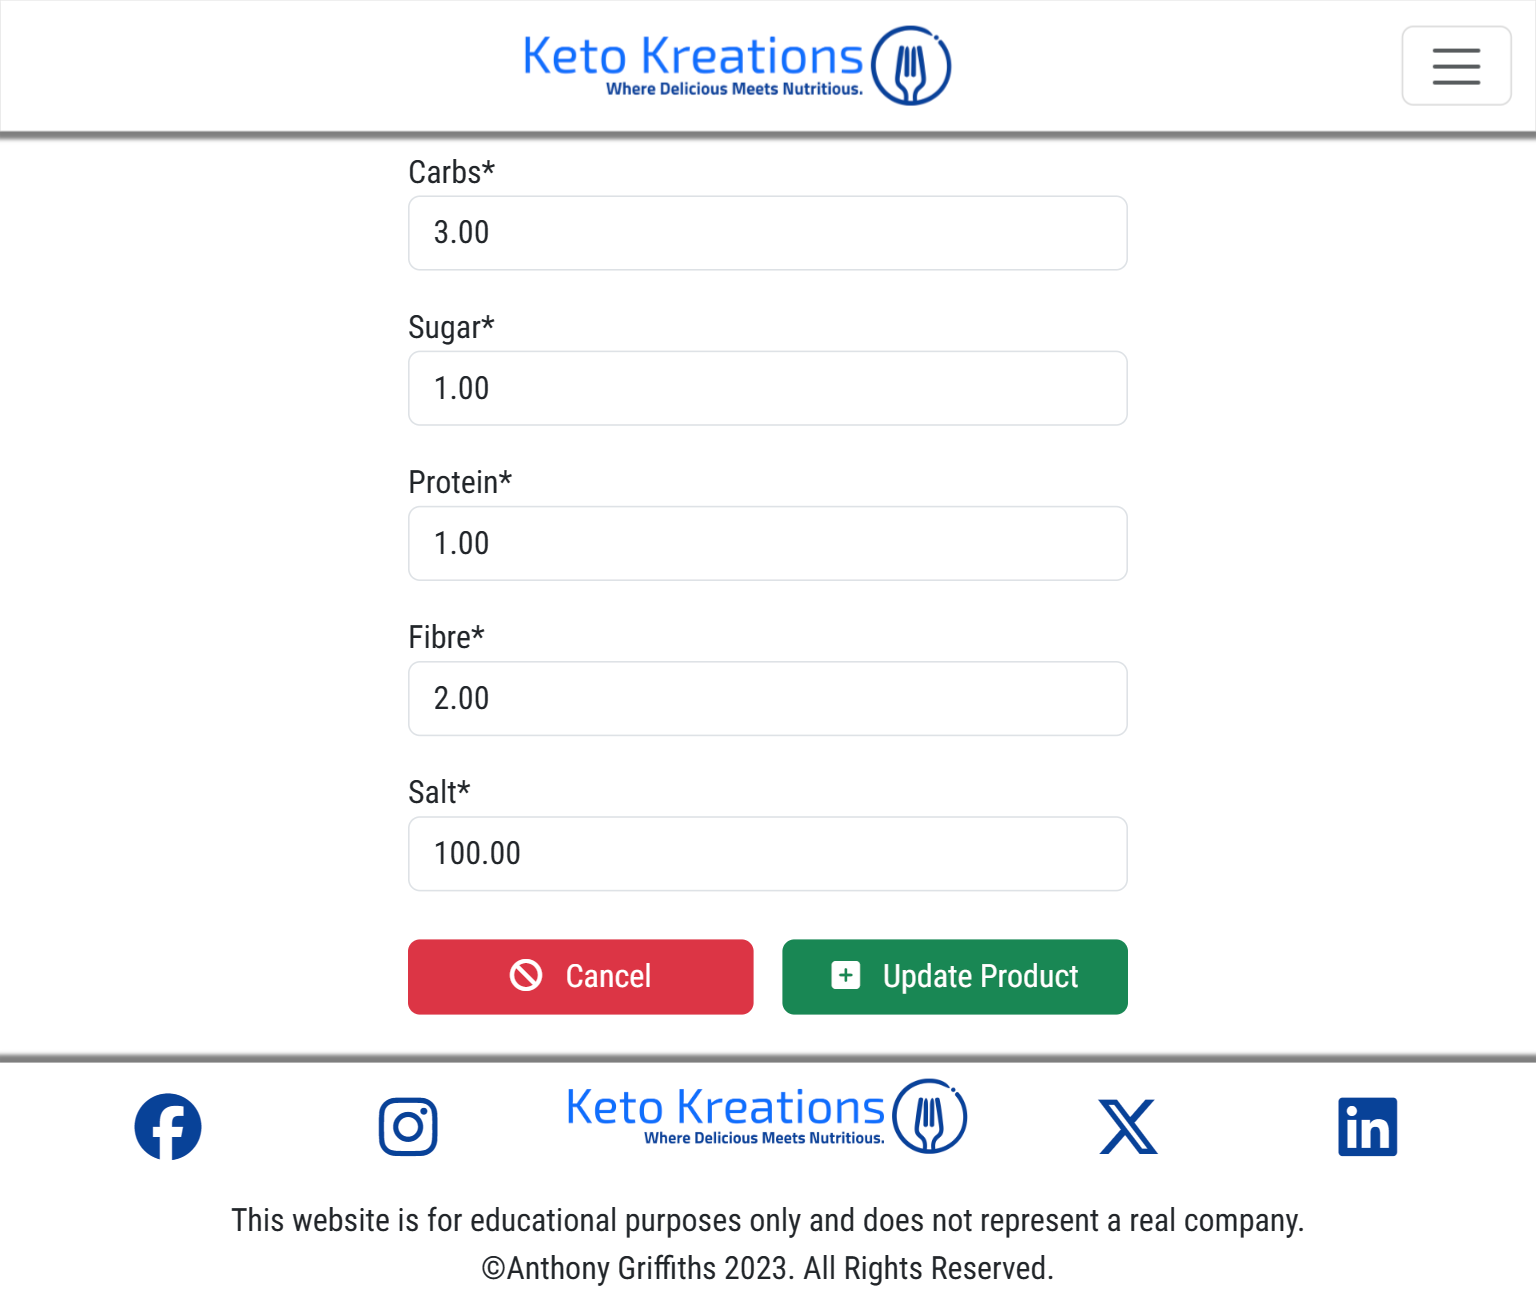 Keto Kreations
Where Delicious Meets Nutritious.
Carbs*
3.00
Sugar*
1.00
Protein*
1.00
Fibre*
2.00
Salt*
100.00
Cancel
Update Product
Keto Kreations
Where Delicious Meets Nutritious.
This website is for educational purposes only and does not represent a real company.
©Anthony Griffiths 2023. All Rights Reserved.